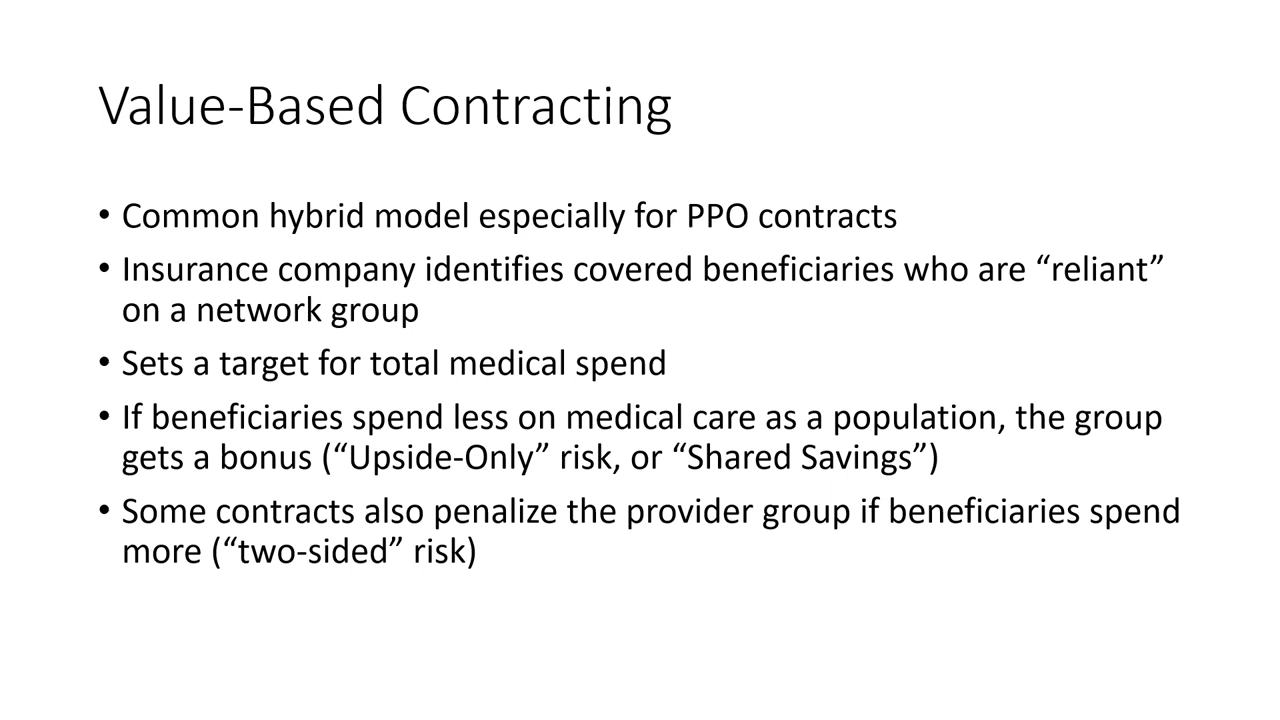 Value-Based Contracting
• Common hybrid model especially for PPO contracts
• Insurance company identifies covered beneficiaries who are “reliant”
on a network group
• Sets a target for total medical spend
• If beneficiaries spend less on medical care as a population, the group
gets a bonus (“Upside-Only” risk, or “Shared Savings”)
• Some contracts also penalize the provider group if beneficiaries spend
more (“two-sided” risk)